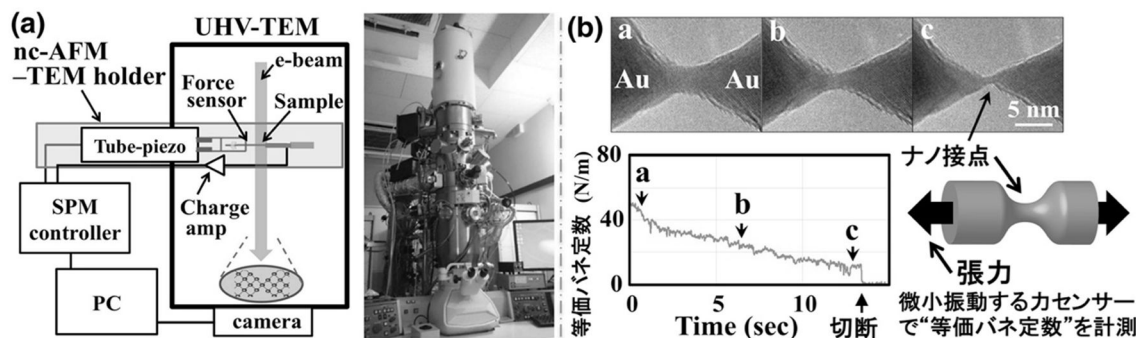 (a)
UHV-TEM
nc-AFM
–TEM holder
e-beam
Force
sensor
Sample
Tube-piezo
SPM
controller
Charge
amp
PC
camera
(b)
a
b
c
Au
Au
5 nm
等価バネ定数 (N/m)
80
40
0
a
b
c
0
5
10
Time (sec)
切断
ナノ接点
張力
微小振動する力センサー
で“等価バネ定数”を計測